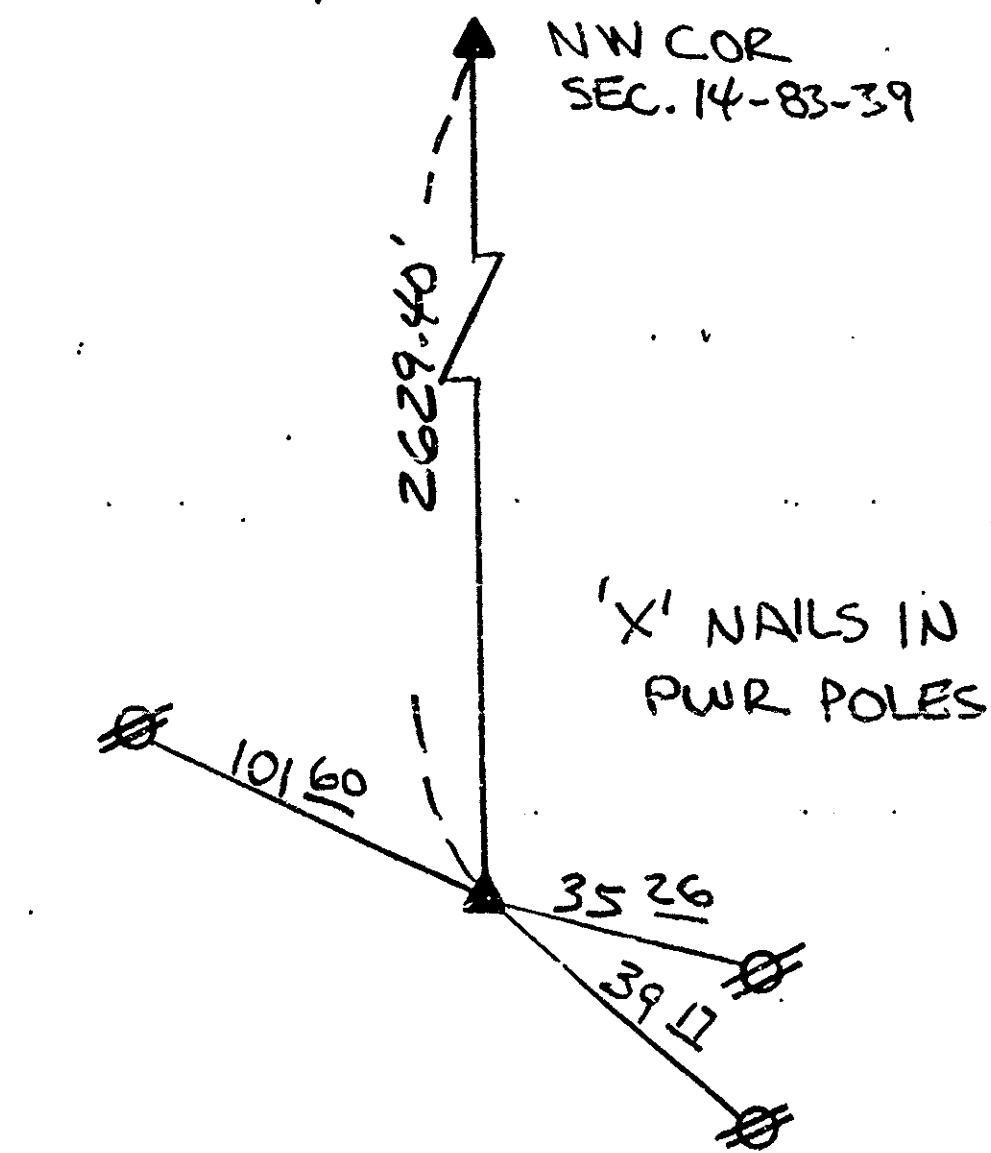 NW COR
SEC. 14-83-39
2629.40'
'X' NAILS IN
PWR POLES
101 60
35 26
39 17